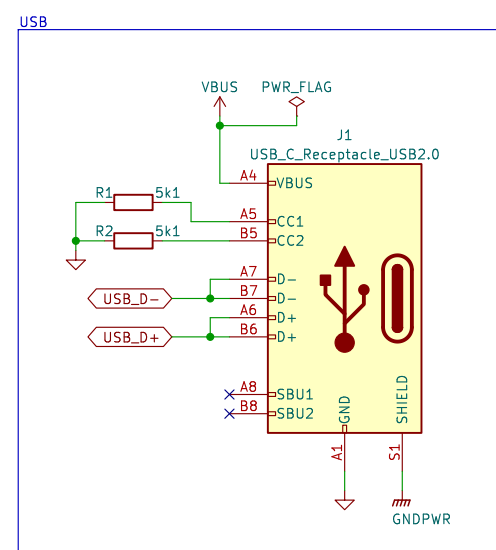 USB
VBUS
PWR_FLAG
J1
USB_C_Receptacle_USB2.0
A4
VBUS
R1
5k1
A5
CC1
R2
5k1
B5
CC2
A7
D-
USB_D-
B7
D-
A6
D+
USB_D+
B6
D+
A8
SBU1
B8
SBU2
GND
SHIELD
A1
S1
GNDPWR